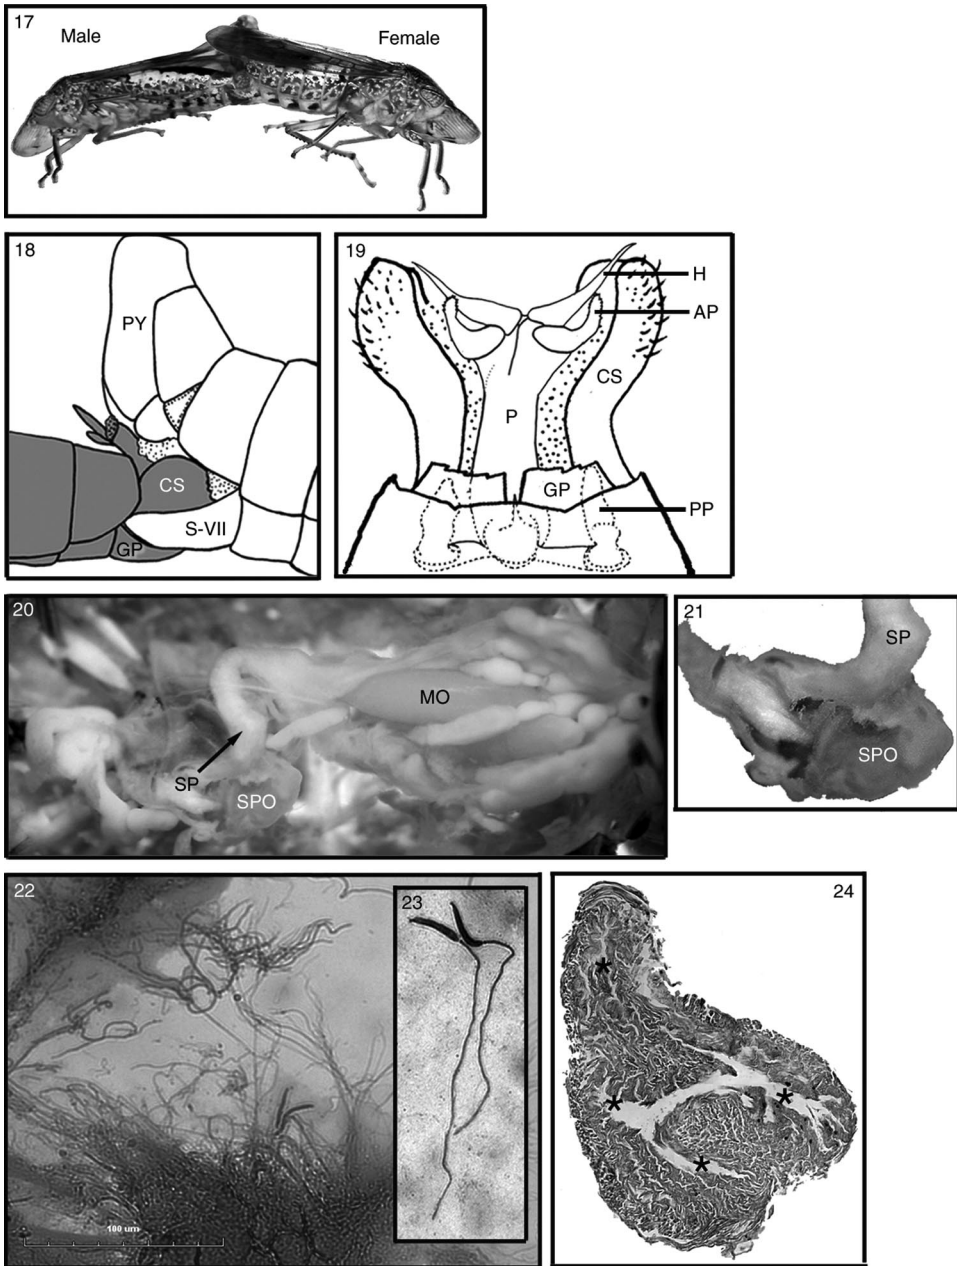 17
Male
Female
18
PY
CS
S-VII
GP
19
H
AP
CS
P
GP
PP
20
MO
SP
SPO
21
SP
SPO
22
100 um
23
24
*
*
*
*